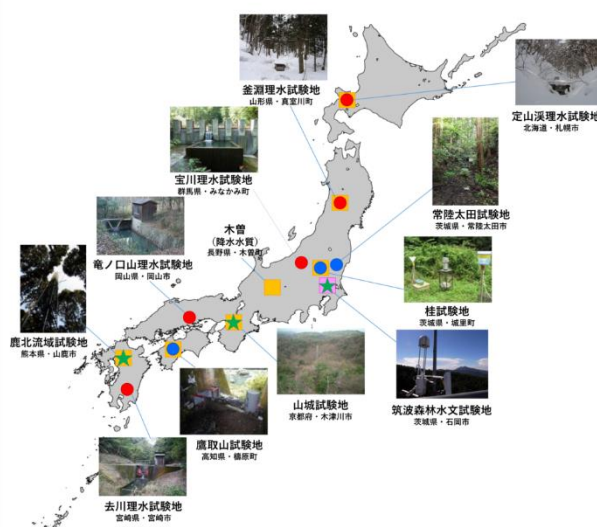 釜淵理水試験地
山形県・真室川町
定山渓理水試験地
北海道・札幌市
宝川理水試験地
群馬県・みなかみ町
常陸太田試験地
茨城県・常陸太田市
木曽
(降水水質)
長野県・木曽町
竜ノ口山理水試験地
岡山県・岡山市
桂試験地
茨城県・城里町
鹿北流域試験地
熊本県・山鹿市
山城試験地
京都府・木津川市
筑波森林水文試験地
茨城県・石岡市
鷹取山試験地
高知県・梼原町
去川理水試験地
宮崎県・宮崎市